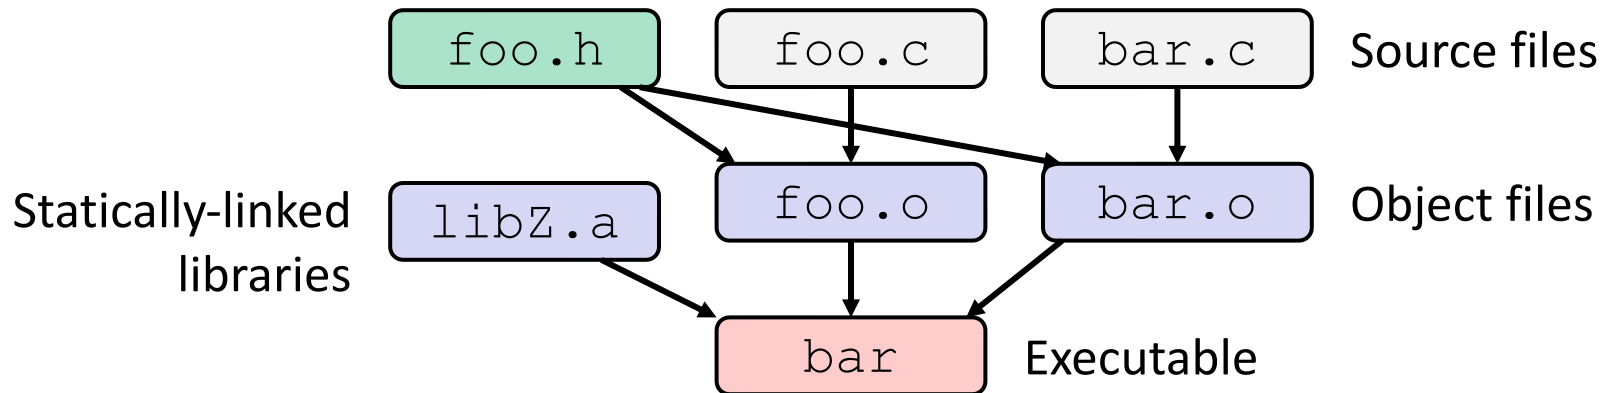 foo.h foo.c bar.c Source files
Statically-linked
libraries
libZ.a foo.o bar.o Object files
bar Executable